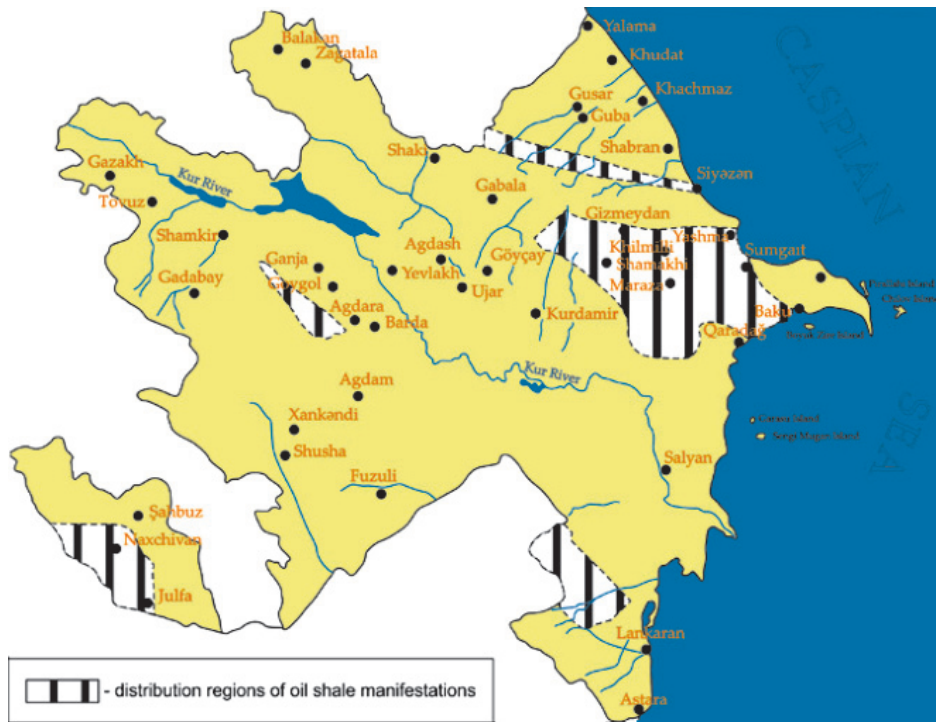 Yalama
Balakan
Zagatala
Khudat
CASPIAN
Khachmaz
Gusar
Guba
Shabran
Shaki
Gazakh
Kur River
Siyəzən
Gabala
Tovuz
Gizmeydan
Shamkir
Yashma
Khilmilli
Agdash
Sumgait
Ganja
Göyçay
Shamakhi
Yevlakh
Gadabay
Goygol
Ujar
Maraza
Agdara
Barda
Kurdamir
Baku
Qaradağ
Kur River
Agdam
SEA
Xankəndi
Shusha
Salyan
Fuzuli
Şahbuz
Naxchivan
Julfa
Lankaran
Astara
- distribution regions of oil shale manifestations